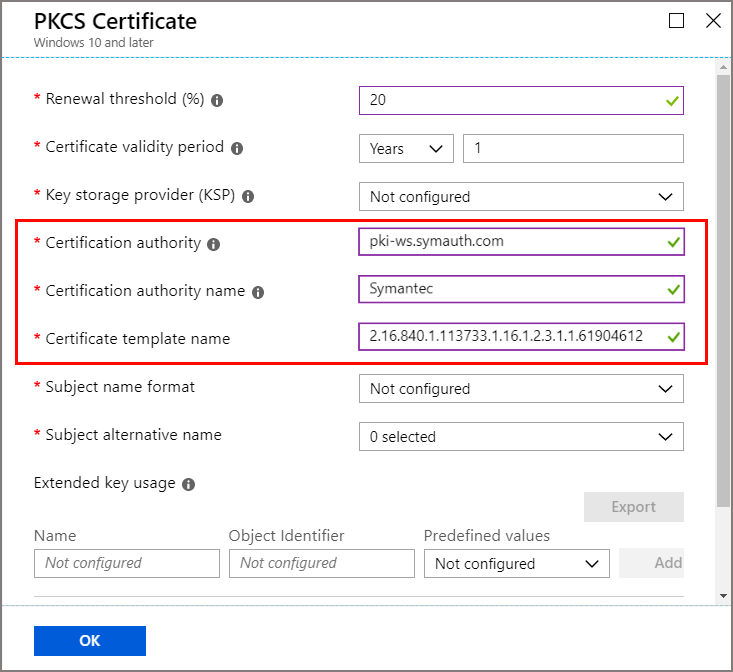 PKCS Certificate
Windows 10 and later
* Renewal threshold (%) 20
* Certificate validity period Years 1
* Key storage provider (KSP) Not configured
* Certification authority pki-ws.symauth.com
* Certification authority name Symantec
* Certificate template name 2.16.840.1.113733.1.16.1.2.3.1.1.61904612
* Subject name format Not configured
* Subject alternative name 0 selected
Extended key usage
Export
Name Object Identifier Predefined values
Not configured Not configured Not configured Add
OK